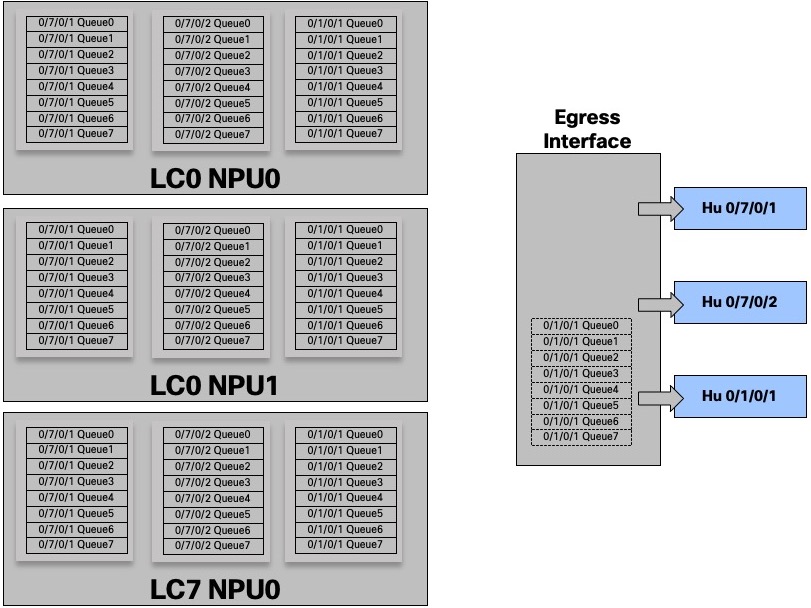 0/7/0/1 Queue0
0/7/0/1 Queue1
0/7/0/1 Queue2
0/7/0/1 Queue3
0/7/0/1 Queue4
0/7/0/1 Queue5
0/7/0/1 Queue6
0/7/0/1 Queue7
0/7/0/2 Queue0
0/7/0/2 Queue1
0/7/0/2 Queue2
0/7/0/2 Queue3
0/7/0/2 Queue4
0/7/0/2 Queue5
0/7/0/2 Queue6
0/7/0/2 Queue7
0/1/0/1 Queue0
0/1/0/1 Queue1
0/1/0/1 Queue2
0/1/0/1 Queue3
0/1/0/1 Queue4
0/1/0/1 Queue5
0/1/0/1 Queue6
0/1/0/1 Queue7
LC0 NPU0
0/7/0/1 Queue0
0/7/0/1 Queue1
0/7/0/1 Queue2
0/7/0/1 Queue3
0/7/0/1 Queue4
0/7/0/1 Queue5
0/7/0/1 Queue6
0/7/0/1 Queue7
0/7/0/2 Queue0
0/7/0/2 Queue1
0/7/0/2 Queue2
0/7/0/2 Queue3
0/7/0/2 Queue4
0/7/0/2 Queue5
0/7/0/2 Queue6
0/7/0/2 Queue7
0/1/0/1 Queue0
0/1/0/1 Queue1
0/1/0/1 Queue2
0/1/0/1 Queue3
0/1/0/1 Queue4
0/1/0/1 Queue5
0/1/0/1 Queue6
0/1/0/1 Queue7
LC0 NPU1
0/7/0/1 Queue0
0/7/0/1 Queue1
0/7/0/1 Queue2
0/7/0/1 Queue3
0/7/0/1 Queue4
0/7/0/1 Queue5
0/7/0/1 Queue6
0/7/0/1 Queue7
0/7/0/2 Queue0
0/7/0/2 Queue1
0/7/0/2 Queue2
0/7/0/2 Queue3
0/7/0/2 Queue4
0/7/0/2 Queue5
0/7/0/2 Queue6
0/7/0/2 Queue7
0/1/0/1 Queue0
0/1/0/1 Queue1
0/1/0/1 Queue2
0/1/0/1 Queue3
0/1/0/1 Queue4
0/1/0/1 Queue5
0/1/0/1 Queue6
0/1/0/1 Queue7
LC7 NPU0
Egress
Interface
0/1/0/1 Queue0
0/1/0/1 Queue1
0/1/0/1 Queue2
0/1/0/1 Queue3
0/1/0/1 Queue4
0/1/0/1 Queue5
0/1/0/1 Queue6
0/1/0/1 Queue7
Hu 0/7/0/1
Hu 0/7/0/2
Hu 0/1/0/1